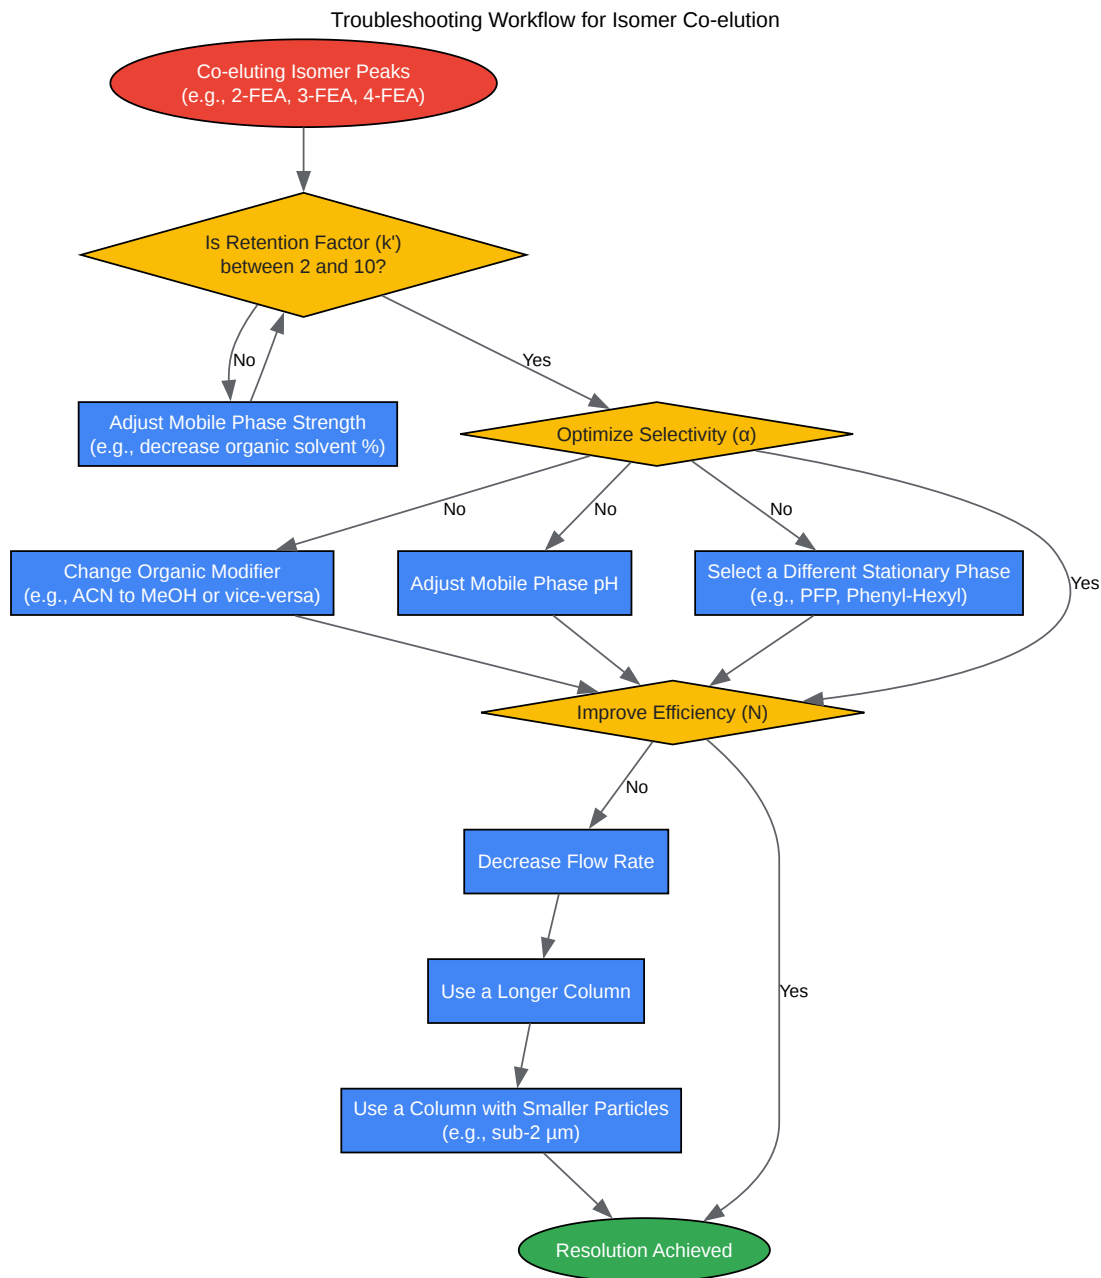 Troubleshooting Workflow for Isomer Co-elution
Co-eluting Isomer Peaks
(e.g., 2-FEA, 3-FEA, 4-FEA)
Is Retention Factor (k')
between 2 and 10?
No
Yes
Adjust Mobile Phase Strength
(e.g., decrease organic solvent %)
Optimize Selectivity (α)
No
No
No
Yes
Change Organic Modifier
(e.g., ACN to MeOH or vice-versa)
Adjust Mobile Phase pH
Select a Different Stationary Phase
(e.g., PFP, Phenyl-Hexyl)
Improve Efficiency (N)
No
Yes
Decrease Flow Rate
Use a Longer Column
Use a Column with Smaller Particles
(e.g., sub-2 µm)
Resolution Achieved